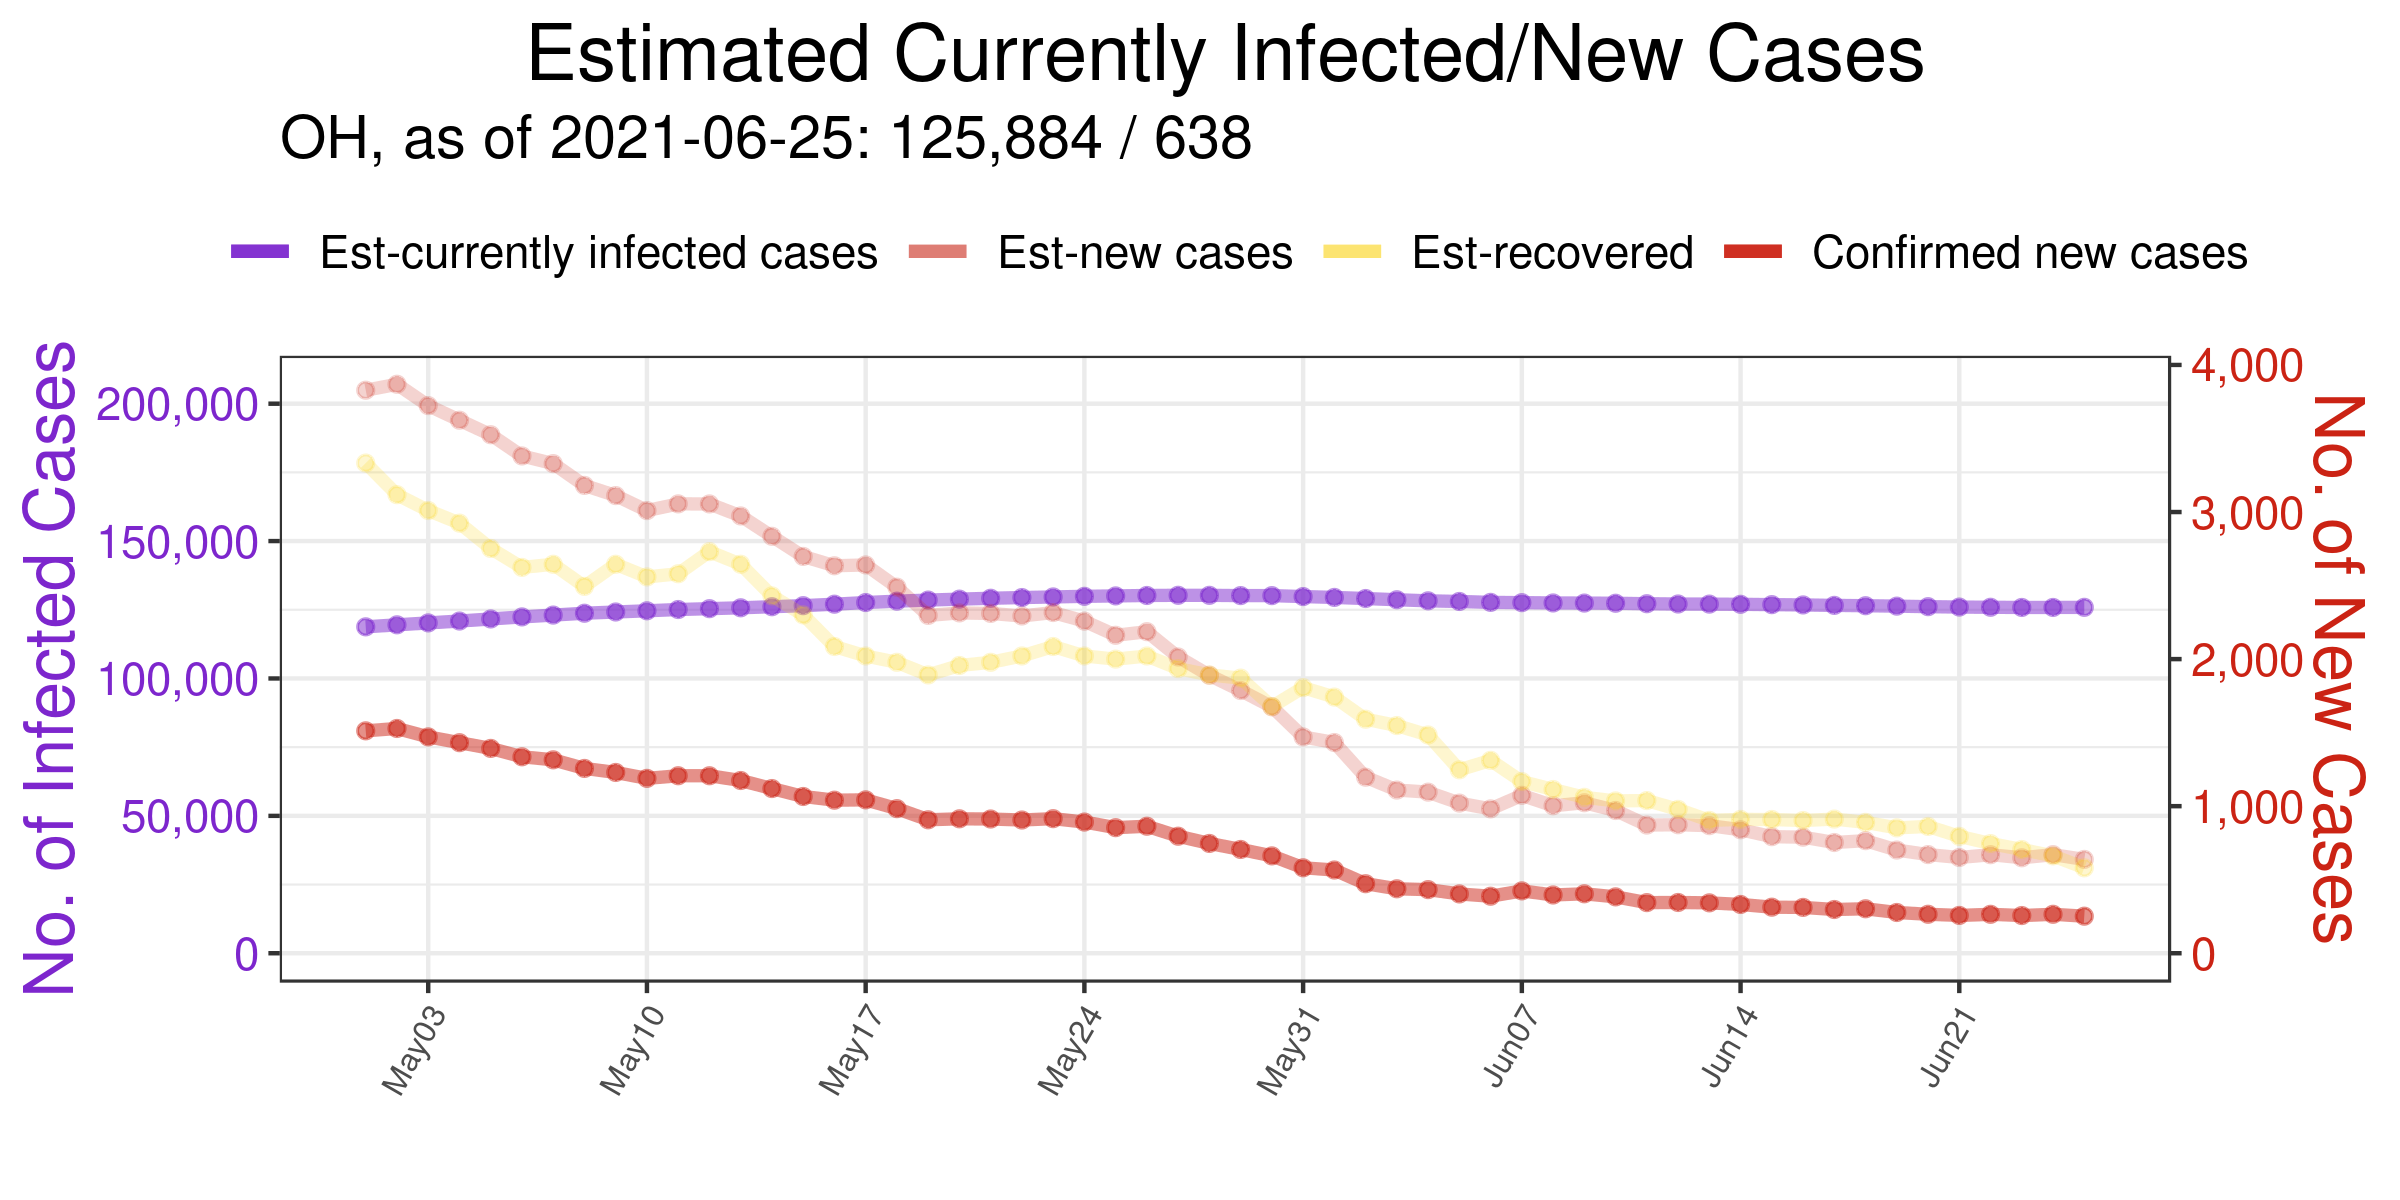 Estimated Currently Infected/New Cases
OH, as of 2021-06-25: 125,884 / 638
Est-currently infected cases
Est-new cases
Est-recovered
Confirmed new cases
No. of Infected Cases
200,000
150,000
100,000
50,000
0
4,000
3,000
2,000
1,000
0
No. of New Cases
May03
May10
May17
May24
May31
Jun07
Jun14
Jun21